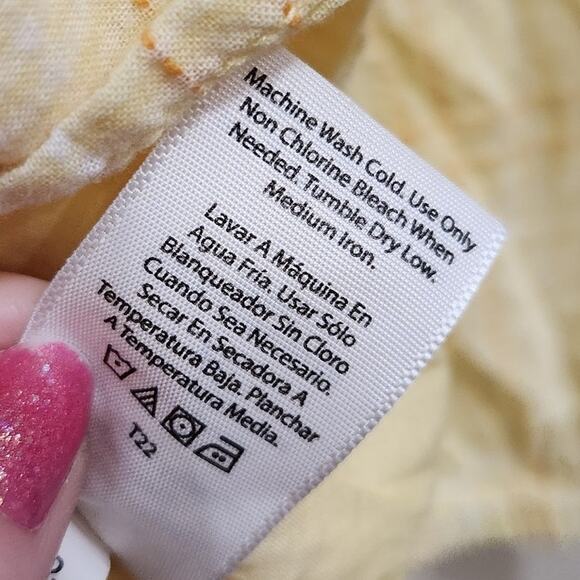 Machine Wash Cold. Use Only
Non Chlorine Bleach When
Needed. Tumble Dry Low.
Medium Iron.
Lavar A Máquina En
Agua Fría. Usar Sólo
Blanqueador Sin Cloro
Cuando Sea Necesario.
Secar En Secadora A
Temperatura Baja. Planchar
A Temperatura Media.
T22